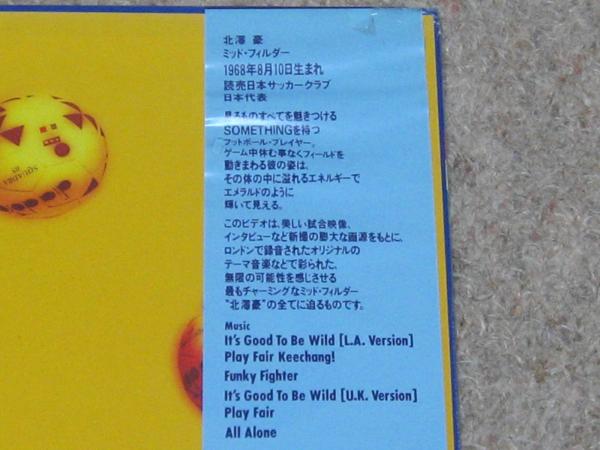 北澤 豪
ミッド・フィルダー
1968年8月10日生まれ
読売日本サッカークラブ
日本代表
見るものすべてを魅きつける
SOMETHINGを持つ
フットボール・プレイヤー。
ゲーム中休む事なくフィールドを
動きまわる彼の姿は、
その体の中に溢れるエネルギーで
エメラルドのように
輝いて見える。
このビデオは、美しい試合映像、
インタビューなど新撮の膨大な画源をもとに、
ロンドンで録音されたオリジナルの
テーマ音楽などで彩られた、
無限の可能性を感じさせる
最もチャーミングなミッド・フィルダー
“北澤豪”の全てに迫るものです。
Music
It's Good To Be Wild [L.A. Version]
Play Fair Keechang!
Funky Fighter
It's Good To Be Wild [U.K. Version]
Play Fair
All Alone
SQUADRA